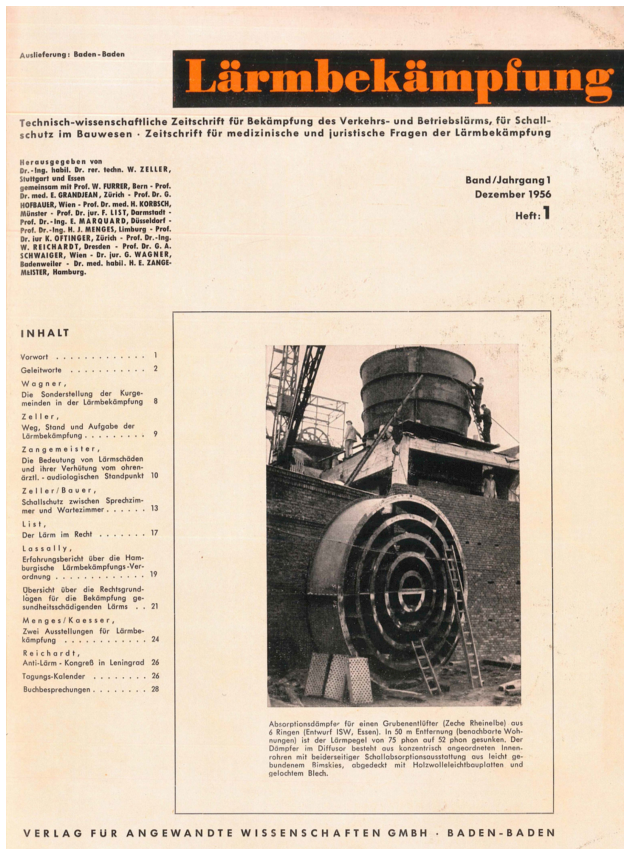 Auslieferung: Baden-Baden
Lärmbekämpfung
Technisch-wissenschaftliche Zeitschrift für Bekämpfung des Verkehrs- und Betriebslärms, für Schall-
schutz im Bauwesen · Zeitschrift für medizinische und juristische Fragen der Lärmbekämpfung
Herausgegeben von
Dr.-Ing. habil. Dr. rer. techn. W. ZELLER,
Stuttgart und Essen
gemeinsam mit Prof. W. FURRER, Bern - Prof.
Dr. med. E. GRANDJEAN, Zürich - Prof. Dr. G.
HOFBAUER, Wien - Prof. Dr. med. H. KORBSCH,
Münster - Prof. Dr. jur. F. LIST, Darmstadt -
Prof. Dr.-Ing. E. MARQUARD, Düsseldorf -
Prof. Dr.-Ing. H. J. MENGES, Limburg - Prof.
Dr. iur K. OFTINGER, Zürich - Prof. Dr.-Ing.
W. REICHARDT, Dresden - Prof. Dr. G. A.
SCHWAIGER, Wien - Dr. jur. G. WAGNER,
Badenweiler - Dr. med. habil. H. E. ZANGE-
MEISTER, Hamburg.
Band/Jahrgang 1
Dezember 1956
Heft: 1
INHALT
Vorwort . . . . . . . . . . . . . 1
Geleitworte . . . . . . . . . . . . 2
Wagner,
Die Sonderstellung der Kurge-
meinden in der Lärmbekämpfung 8
Zeller,
Weg, Stand und Aufgabe der
Lärmbekämpfung . . . . . . . . . 9
Zangemeister,
Die Bedeutung von Lärmschäden
und ihrer Verhütung vom ohren-
ärztl. - audiologischen Standpunkt 10
Zeller/Bauer,
Schallschutz zwischen Sprechzim-
mer und Wartezimmer . . . . . . 13
List,
Der Lärm im Recht . . . . . . . 17
Lassally,
Erfahrungsbericht über die Ham-
burgische Lärmbekämpfungs-Ver-
ordnung . . . . . . . . . . . . . 19
Übersicht über die Rechtsgrund-
lagen für die Bekämpfung ge-
sundheitsschädigenden Lärms . . 21
Menges/Kaesser,
Zwei Ausstellungen für Lärmbe-
kämpfung . . . . . . . . . . . . 24
Reichardt,
Anti-Lärm - Kongreß in Leningrad 26
Tagungs-Kalender . . . . . . . . 26
Buchbesprechungen . . . . . . . . 28
Absorptionsdämpfer für einen Grubenentlüfter (Zeche Rheinelbe) aus
6 Ringen (Entwurf ISW, Essen). In 50 m Entfernung (benachbarte Woh-
nungen) ist der Lärmpegel von 75 phon auf 52 phon gesunken. Der
Dämpfer im Diffusor besteht aus konzentrisch angeordneten Innen-
rohren mit beiderseitiger Schallabsorptionsausstattung aus leicht ge-
bundenem Bimskies, abgedeckt mit Holzwolleleichtbauplatten und
gelochtem Blech.
VERLAG FÜR ANGEWANDTE WISSENSCHAFTEN GMBH · BADEN-BADEN